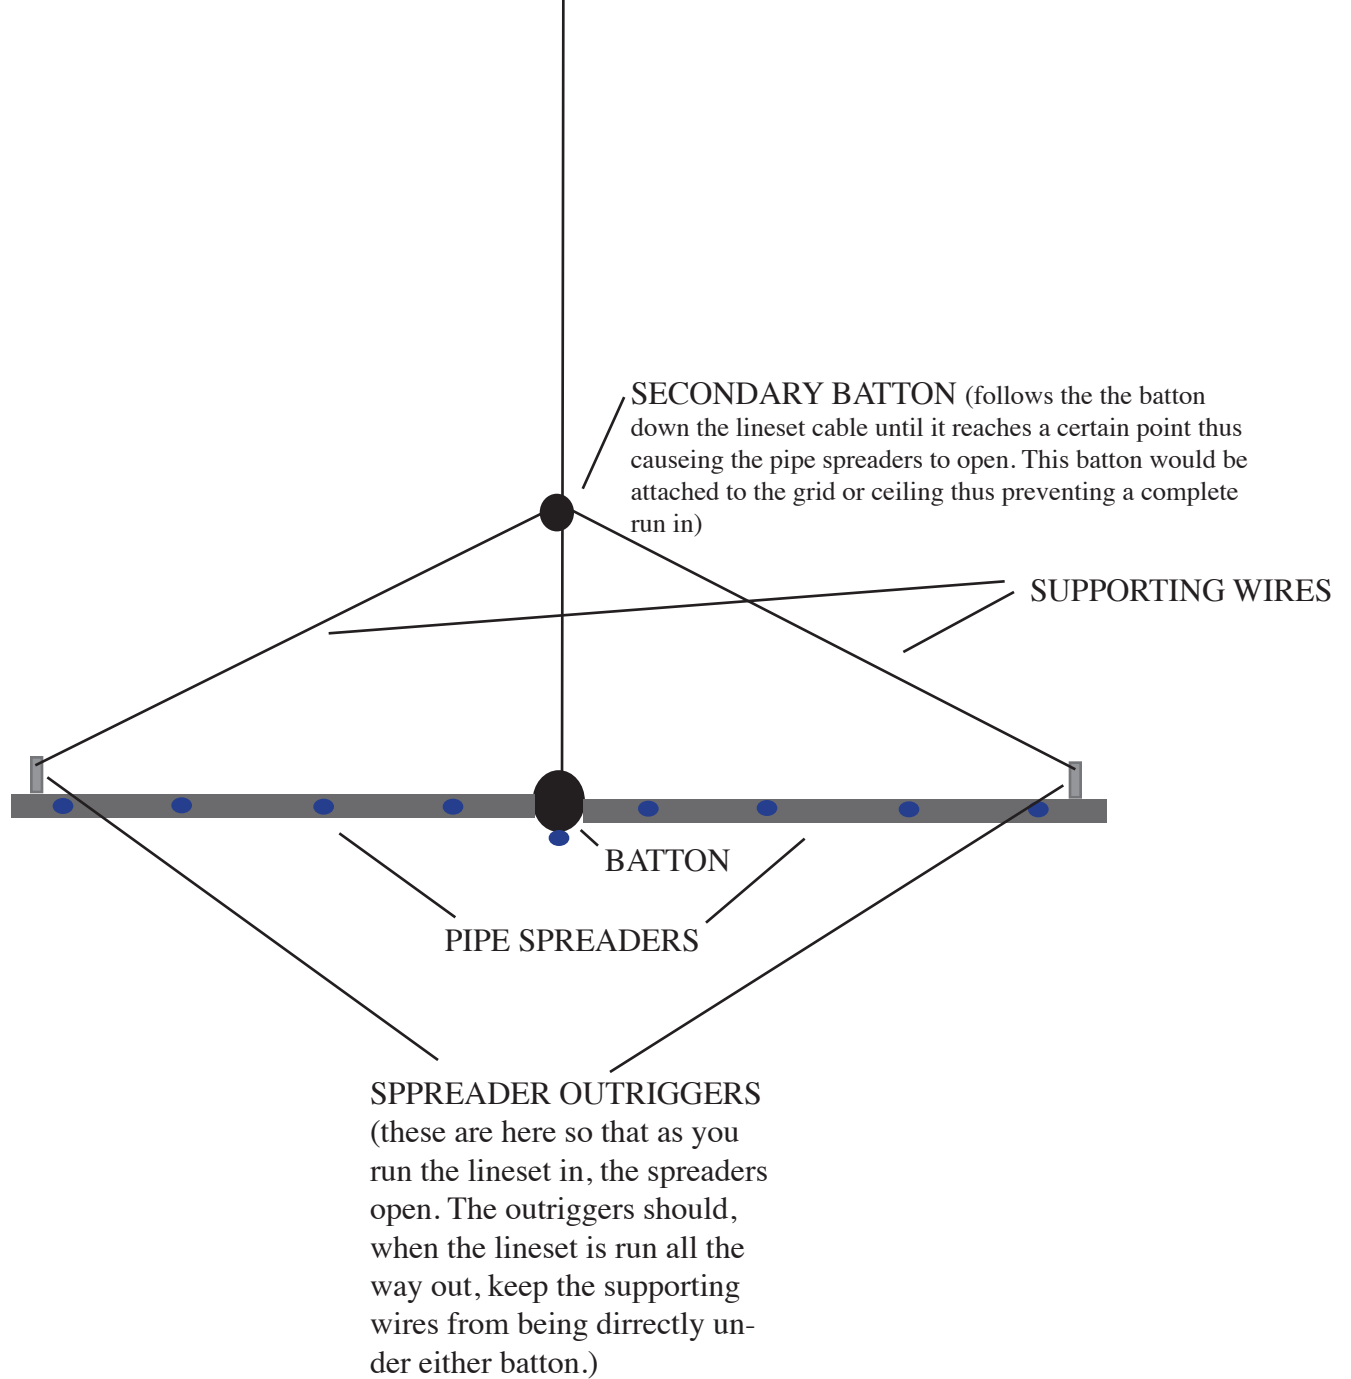 SECONDARY BATTON (follows the the batton
down the lineset cable until it reaches a certain point thus
causeing the pipe spreaders to open. This batton would be
attached to the grid or ceiling thus preventing a complete
run in)
SUPPORTING WIRES
BATTON
PIPE SPREADERS
SPPREADER OUTRIGGERS
(these are here so that as you
run the lineset in, the spreaders
open. The outriggers should,
when the lineset is run all the
way out, keep the supporting
wires from being dirrectly un-
der either batton.)